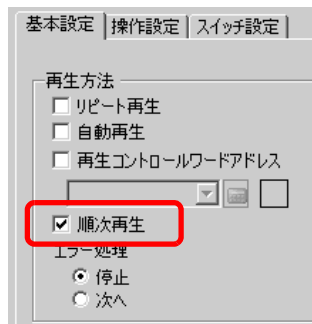 基本設定 操作設定 スイッチ設定
再生方法
リピート再生
自動再生
再生コントロールワードアドレス
順次再生
エラー処理
停止
次へ